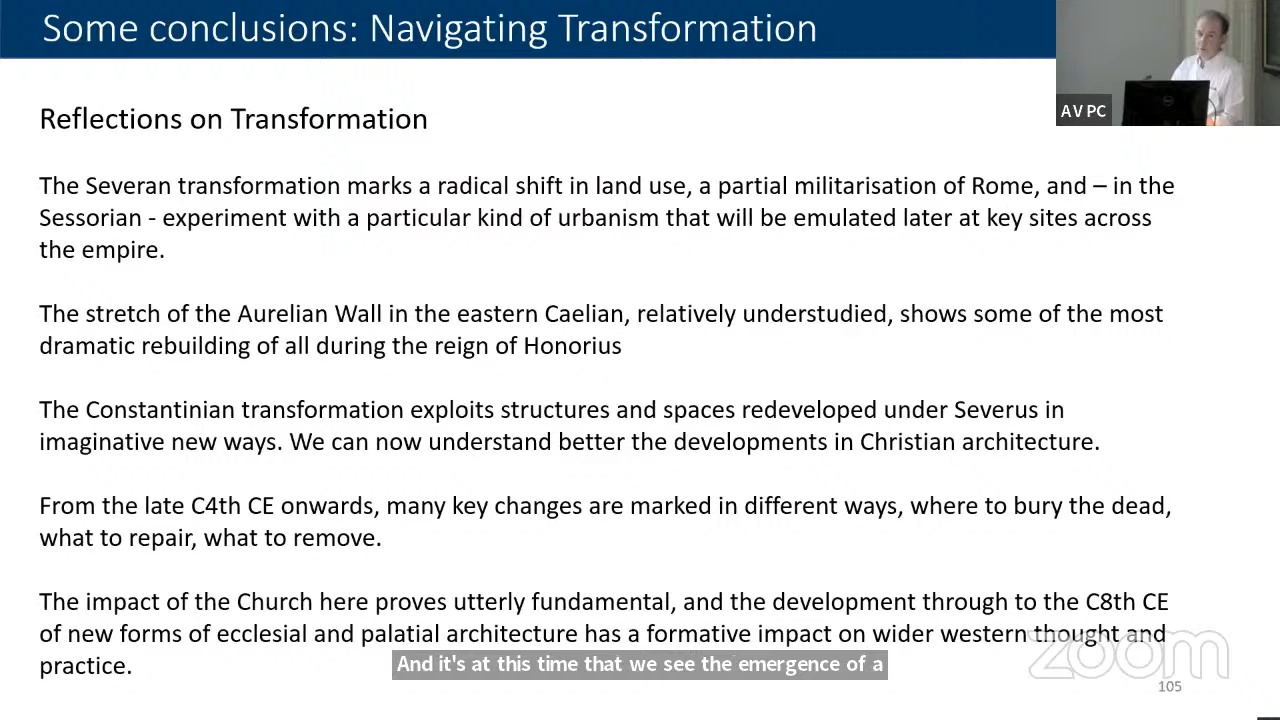 Some conclusions: Navigating Transformation
AV PC
Reflections on Transformation
The Severan transformation marks a radical shift in land use, a partial militarisation of Rome, and – in the
Sessorian - experiment with a particular kind of urbanism that will be emulated later at key sites across
the empire.
The stretch of the Aurelian Wall in the eastern Caelian, relatively understudied, shows some of the most
dramatic rebuilding of all during the reign of Honorius
The Constantinian transformation exploits structures and spaces redeveloped under Severus in
imaginative new ways. We can now understand better the developments in Christian architecture.
From the late C4th CE onwards, many key changes are marked in different ways, where to bury the dead,
what to repair, what to remove.
The impact of the Church here proves utterly fundamental, and the development through to the C8th CE
of new forms of ecclesial and palatial architecture has a formative impact on wider western thought and
practice.
And it's at this time that we see the emergence of a
zoom
105